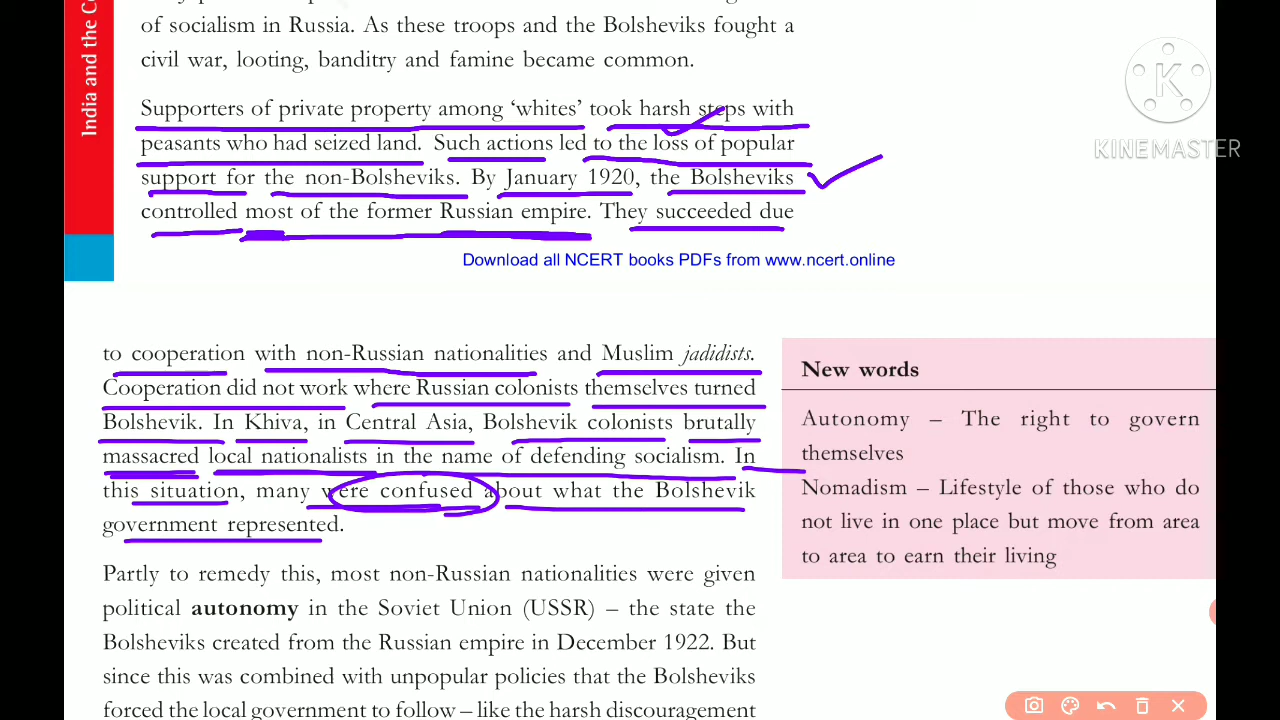 of socialism in Russia. As these troops and the Bolsheviks fought a
civil war, looting, banditry and famine became common.
Supporters of private property among ‘whites’ took harsh steps with
peasants who had seized land. Such actions led to the loss of popular
support for the non-Bolsheviks. By January 1920, the Bolsheviks
controlled most of the former Russian empire. They succeeded due
India and the Co
Download all NCERT books PDFs from www.ncert.online
to cooperation with non-Russian nationalities and Muslim jadidists.
Cooperation did not work where Russian colonists themselves turned
Bolshevik. In Khiva, in Central Asia, Bolshevik colonists brutally
massacred local nationalists in the name of defending socialism. In
this situation, many were confused about what the Bolshevik
government represented.
Partly to remedy this, most non-Russian nationalities were given
political autonomy in the Soviet Union (USSR) – the state the
Bolsheviks created from the Russian empire in December 1922. But
since this was combined with unpopular policies that the Bolsheviks
forced the local government to follow – like the harsh discouragement
New words
Autonomy – The right to govern
themselves
Nomadism – Lifestyle of those who do
not live in one place but move from area
to area to earn their living
K
KINEMASTER